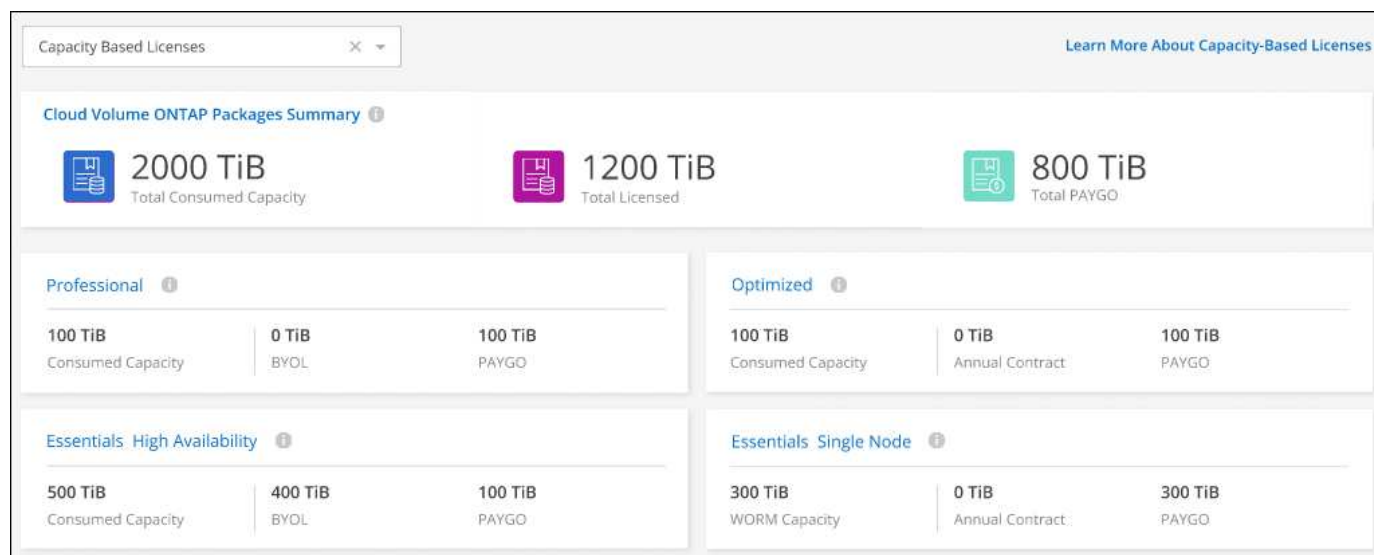 Capacity Based Licenses
Learn More About Capacity-Based Licenses
Cloud Volume ONTAP Packages Summary
2000 TiB
Total Consumed Capacity
1200 TiB
Total Licensed
800 TiB
Total PAYGO
Professional
100 TiB
Consumed Capacity
0 TiB
BYOL
100 TiB
PAYGO
Optimized
100 TiB
Consumed Capacity
0 TiB
Annual Contract
100 TiB
PAYGO
Essentials High Availability
500 TiB
Consumed Capacity
400 TiB
BYOL
100 TiB
PAYGO
Essentials Single Node
300 TiB
WORM Capacity
0 TiB
Annual Contract
300 TiB
PAYGO